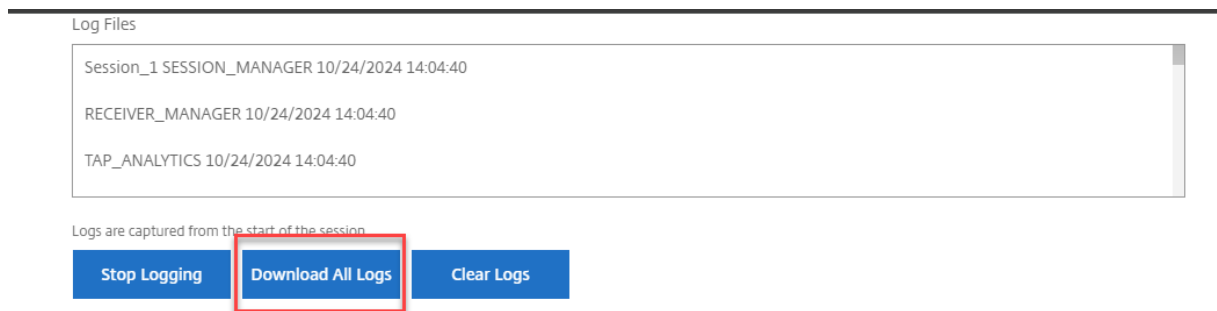 Log Files
Session_1 SESSION_MANAGER 10/24/2024 14:04:40
RECEIVER_MANAGER 10/24/2024 14:04:40
TAP_ANALYTICS 10/24/2024 14:04:40
Logs are captured from the start of the session
Stop Logging Download All Logs Clear Logs